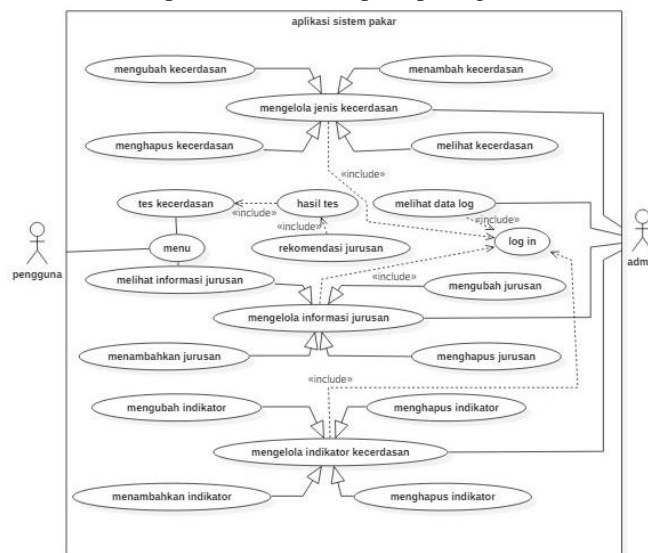 aplikasi sistem pakar
mengubah kecerdasan
menambah kecerdasan
mengelola jenis kecerdasan
menghapus kecerdasan
melihat kecerdasan
«include»
«include»
tes kecerdasan
hasil tes
melihat data log
«include»
«include»
menu
rekomendasi jurusan
log in
pengguna
adm
melihat informasi jurusan
«include»
mengubah jurusan
mengelola informasi jurusan
menambahkan jurusan
menghapus jurusan
«include»
mengubah indikator
menghapus indikator
mengelola indikator kecerdasan
menambahkan indikator
menghapus indikator